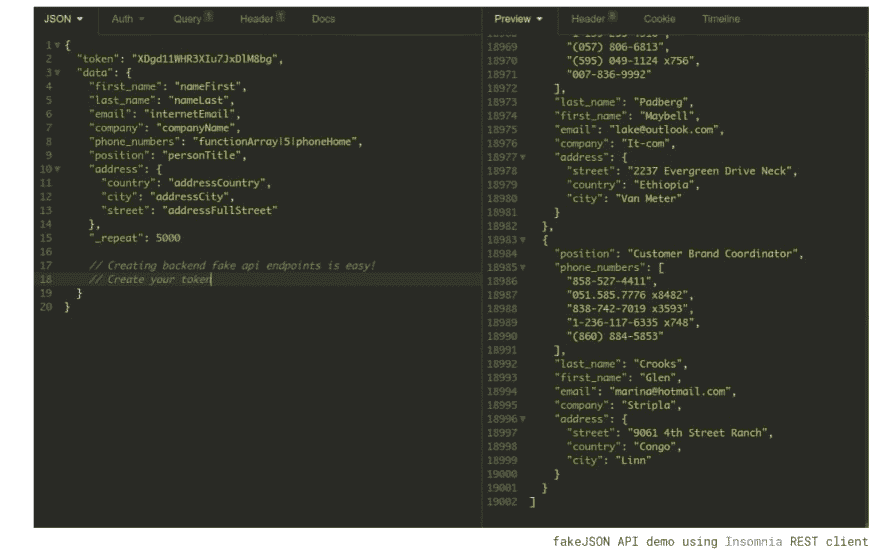 JSON Auth Query 1 Header 1 Docs
1 {
2 "token": "XDgd11WHR3XIu7JxDlM8bg",
3 "data": {
4 "first_name": "nameFirst",
5 "last_name": "nameLast",
6 "email": "internetEmail",
7 "company": "companyName",
8 "phone_numbers": "functionArray|5|phoneHome",
9 "position": "personTitle",
10 "address": {
11 "country": "addressCountry",
12 "city": "addressCity",
13 "street": "addressFullStreet"
14 },
15 "_repeat": 5000
16
17 // Creating backend fake api endpoints is easy!
18 // Create your token
19 }
20 }
Preview Header Cookie Timeline
18969 "(057) 806-6813",
18970 "(595) 049-1124 x756",
18971 "007-836-9992"
18972 ],
18973 "last_name": "Padberg",
18974 "first_name": "Maybell",
18975 "email": "lake@outlook.com",
18976 "company": "It-com",
18977 "address": {
18978 "street": "2237 Evergreen Drive Neck",
18979 "country": "Ethiopia",
18980 "city": "Van Meter"
18981 }
18982 },
18983 {
18984 "position": "Customer Brand Coordinator",
18985 "phone_numbers": [
18986 "858-527-4411",
18987 "051.585.7776 x8482",
18988 "838-742-7019 x3593",
18989 "1-236-117-6335 x748",
18990 "(860) 884-5853"
18991 ],
18992 "last_name": "Crooks",
18993 "first_name": "Glen",
18994 "email": "marina@hotmail.com",
18995 "company": "Stripla",
18996 "address": {
18997 "street": "9061 4th Street Ranch",
18998 "country": "Congo",
18999 "city": "Linn"
19000 }
19001 }
19002 ]
fakeJSON API demo using Insomnia REST client